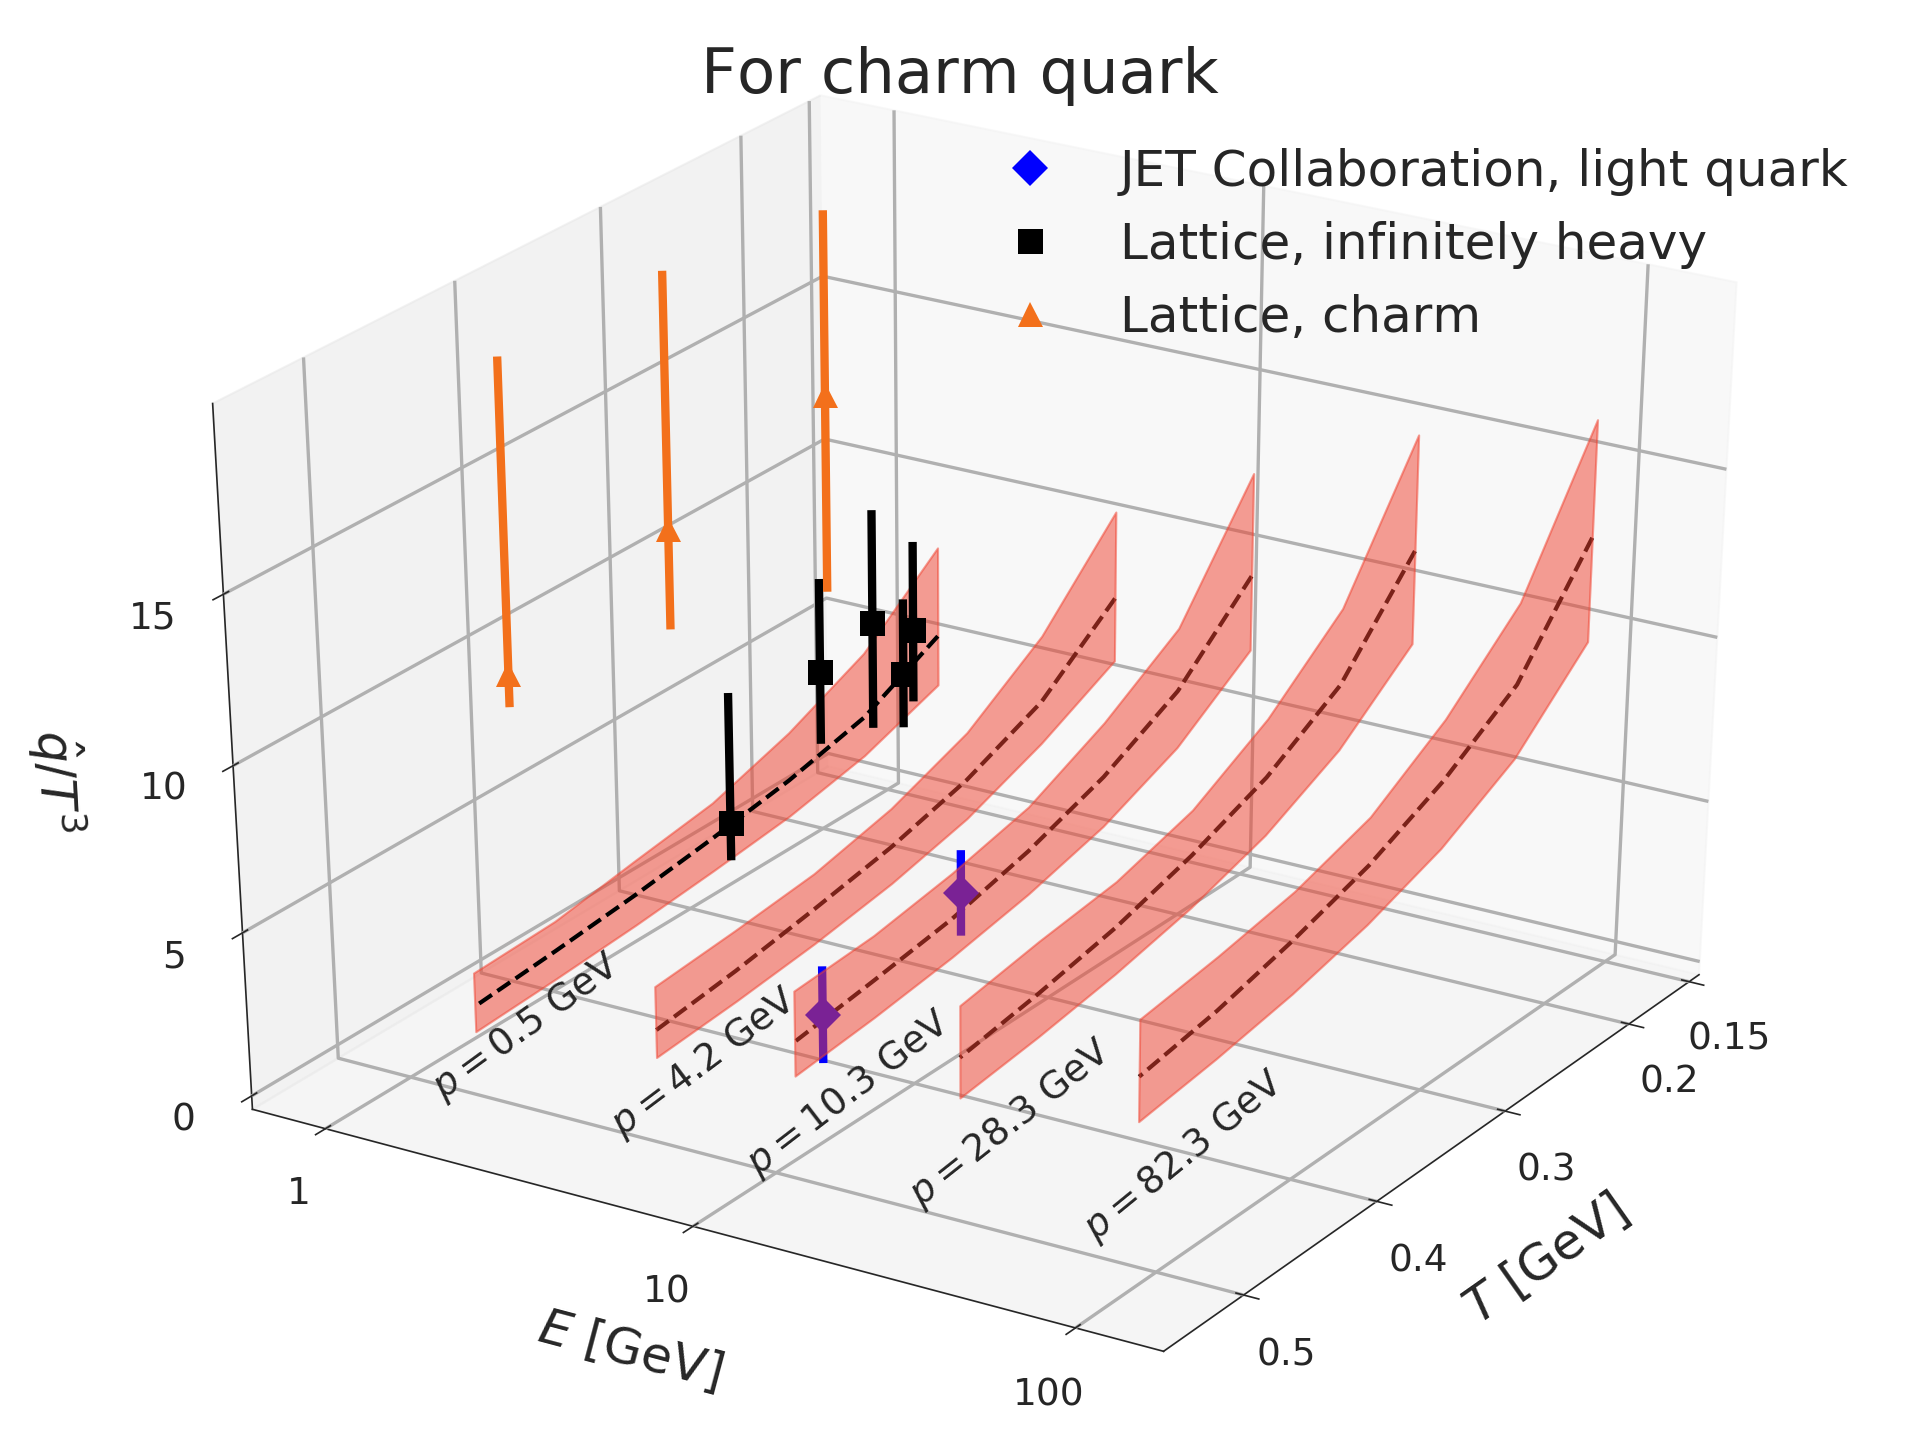 For charm quark
JET Collaboration, light quark
Lattice, infinitely heavy
Lattice, charm
15
10
5
0
q̂/T³
1
10
100
E [GeV]
p = 0.5 GeV
p = 4.2 GeV
p = 10.3 GeV
p = 28.3 GeV
p = 82.3 GeV
0.15
0.2
0.3
0.4
0.5
T [GeV]